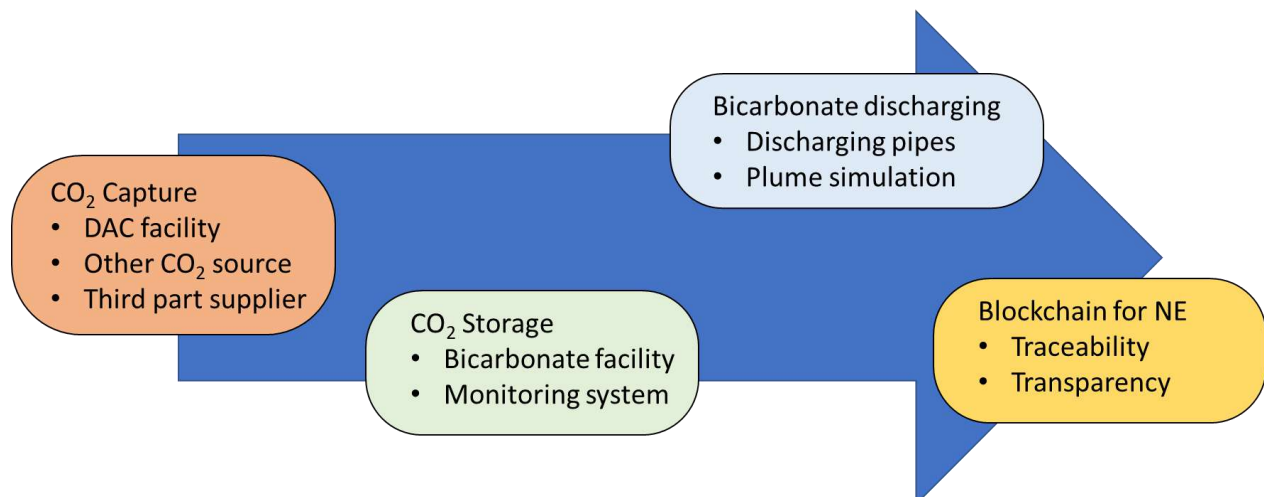 CO₂ Capture
• DAC facility
• Other CO₂ source
• Third part supplier
CO₂ Storage
• Bicarbonate facility
• Monitoring system
Bicarbonate discharging
• Discharging pipes
• Plume simulation
Blockchain for NE
• Traceability
• Transparency